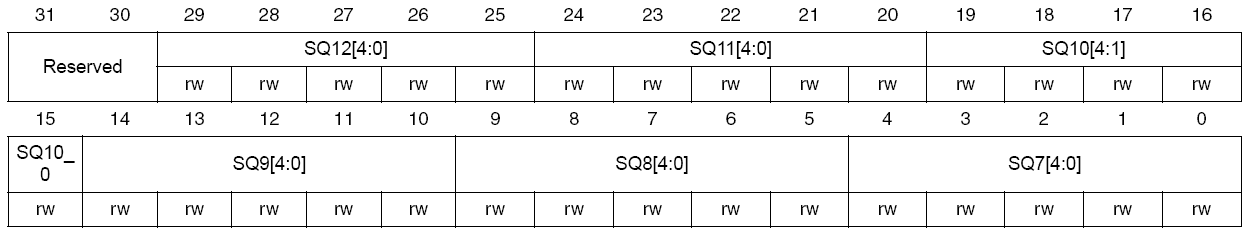 31 30 29 28 27 26 25 24 23 22 21 20 19 18 17 16
Reserved SQ12[4:0] SQ11[4:0] SQ10[4:1]
rw rw rw rw rw rw rw rw rw rw rw rw rw rw
15 14 13 12 11 10 9 8 7 6 5 4 3 2 1 0
SQ10_
0 SQ9[4:0] SQ8[4:0] SQ7[4:0]
rw rw rw rw rw rw rw rw rw rw rw rw rw rw rw rw